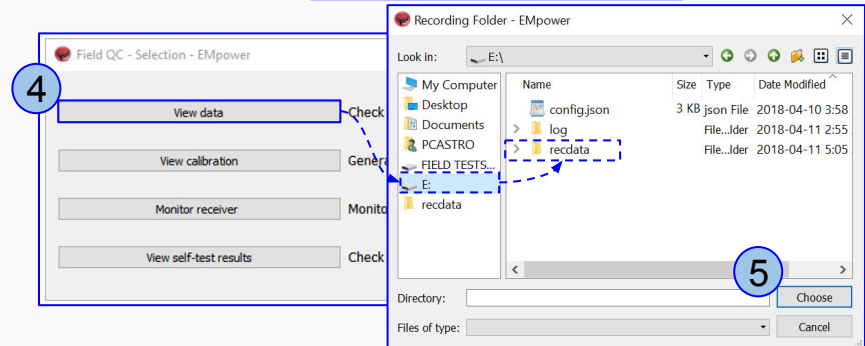 Recording Folder - EMpower
Field QC - Selection - EMpower
Look in: E:\
4
My Computer
Desktop
Documents
PCASTRO
FIELD TESTS...
E:
recdata
Name Size Type Date Modified
config.json 3 KB json File 2018-04-10 3:58
log File...lder 2018-04-11 2:55
recdata File...lder 2018-04-11 5:05
View data Check
View calibration Genera
Monitor receiver Monito
View self-test results Check
5
Directory: Choose
Files of type: Cancel